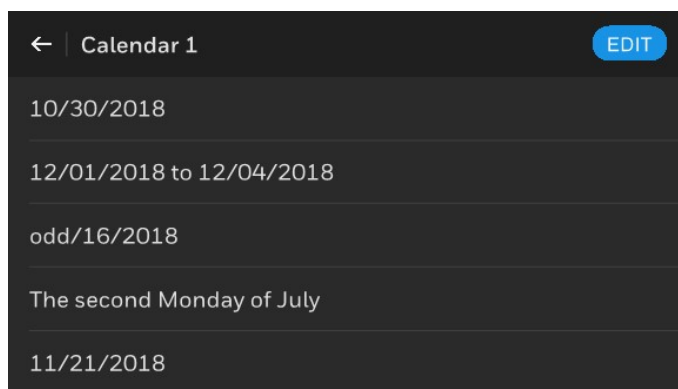 Calendar 1
EDIT
10/30/2018
12/01/2018 to 12/04/2018
odd/16/2018
The second Monday of July
11/21/2018